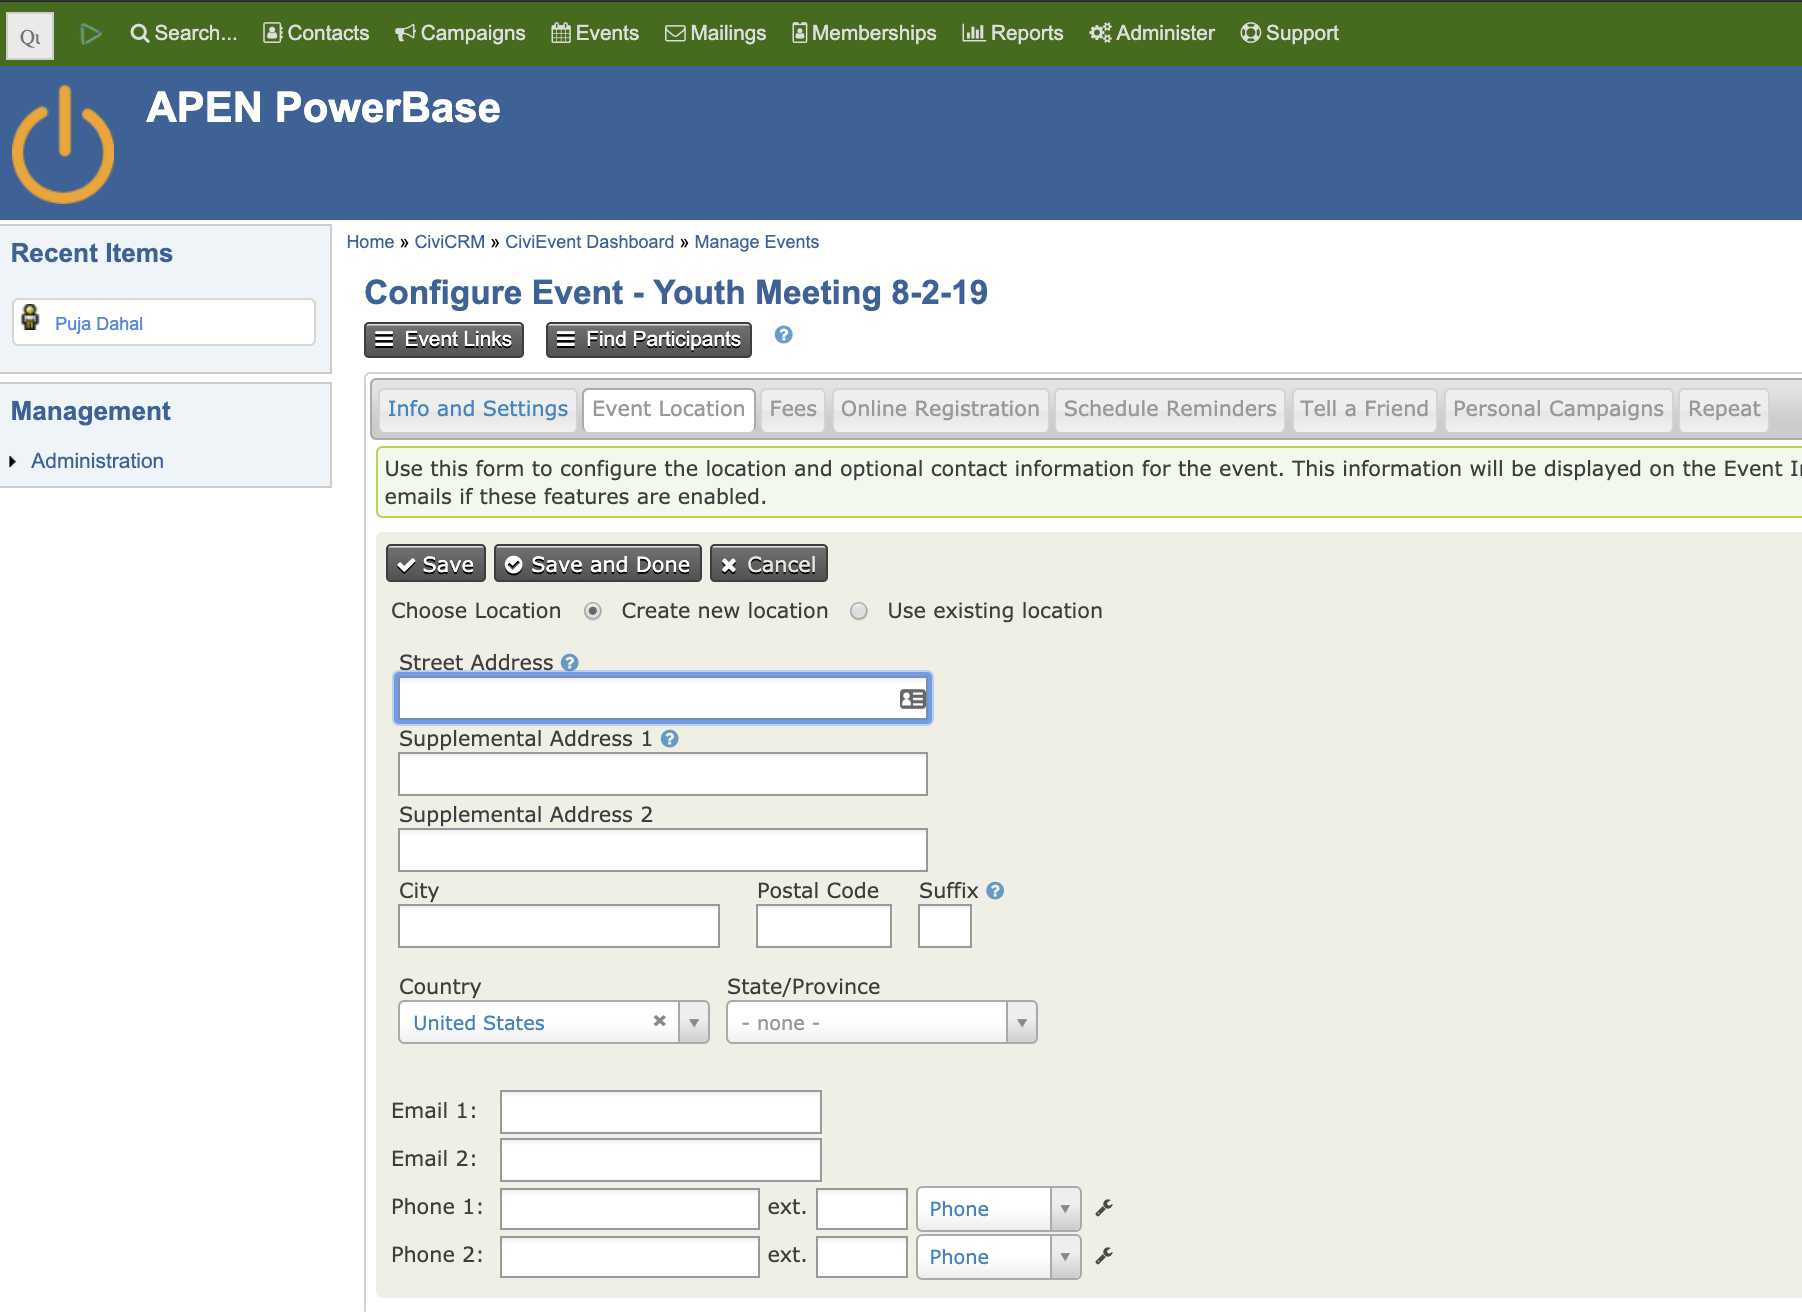 Qu
Search... Contacts Campaigns Events Mailings Memberships Reports Administer Support
APEN PowerBase
Recent Items
Puja Dahal
Management
Administration
Home » CiviCRM » CiviEvent Dashboard » Manage Events
Configure Event - Youth Meeting 8-2-19
Event Links Find Participants ?
Info and Settings Event Location Fees Online Registration Schedule Reminders Tell a Friend Personal Campaigns Repeat
Use this form to configure the location and optional contact information for the event. This information will be displayed on the Event
emails if these features are enabled.
Save Save and Done Cancel
Choose Location Create new location Use existing location
Street Address ?
Supplemental Address 1 ?
Supplemental Address 2
City Postal Code Suffix ?
Country State/Province
United States - none -
Email 1:
Email 2:
Phone 1: ext. Phone
Phone 2: ext. Phone